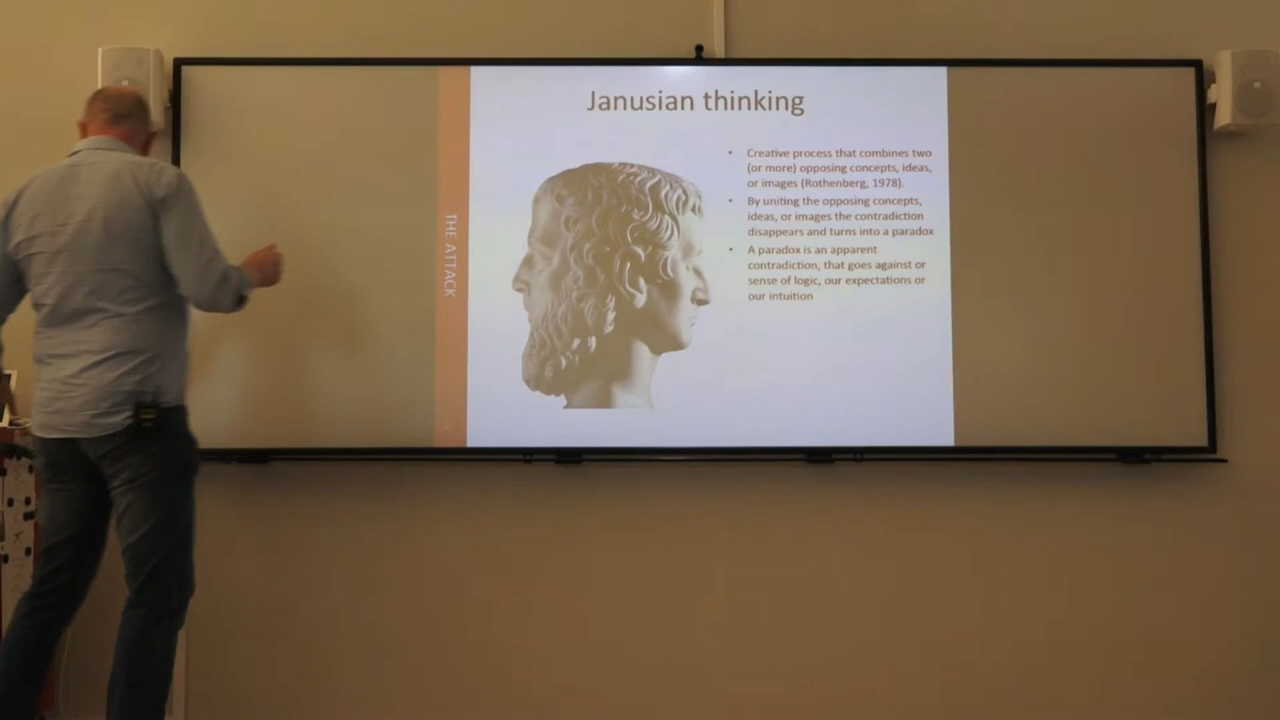 Janusian thinking
THE ATTACK
• Creative process that combines two
(or more) opposing concepts, ideas,
or images (Rothenberg, 1978).
• By uniting the opposing concepts,
ideas, or images the contradiction
disappears and turns into a paradox
• A paradox is an apparent
contradiction, that goes against or
sense of logic, our expectations or
our intuition